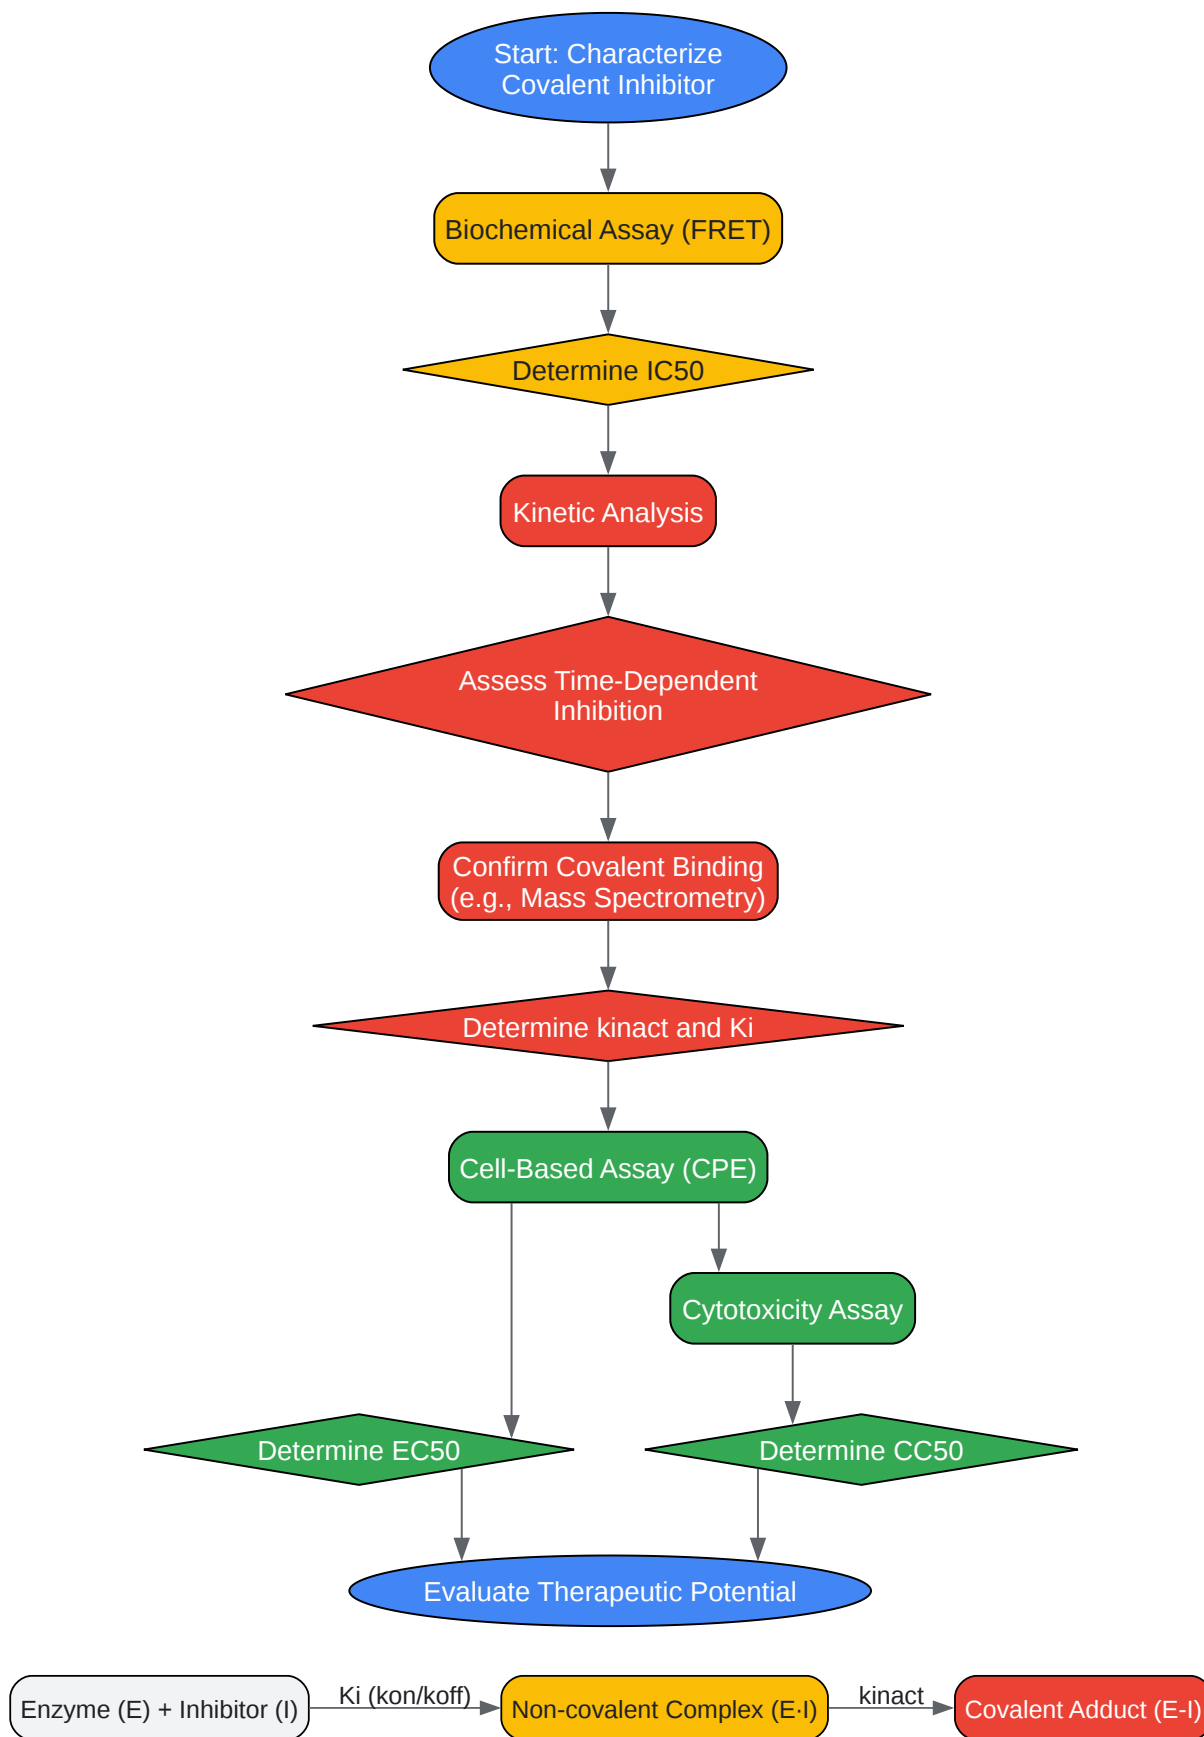 Start: Characterize
Covalent Inhibitor
Biochemical Assay (FRET)
Determine IC50
Kinetic Analysis
Assess Time-Dependent
Inhibition
Confirm Covalent Binding
(e.g., Mass Spectrometry)
Determine kinact and Ki
Cell-Based Assay (CPE)
Cytotoxicity Assay
Determine EC50
Determine CC50
Evaluate Therapeutic Potential
Enzyme (E) + Inhibitor (I)
Ki (kon/koff)
Non-covalent Complex (E·I)
kinact
Covalent Adduct (E-I)